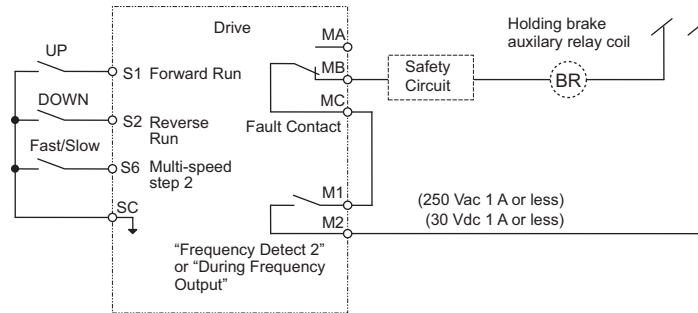 Drive
Holding brake
auxilary relay coil
UP
S1 Forward Run
DOWN
S2 Reverse
Run
Fast/Slow
S6 Multi-speed
step 2
SC
MA
MB
MC
Fault Contact
Safety
Circuit
BR
M1
M2
(250 Vac 1 A or less)
(30 Vdc 1 A or less)
“Frequency Detect 2”
or “During Frequency
Output”